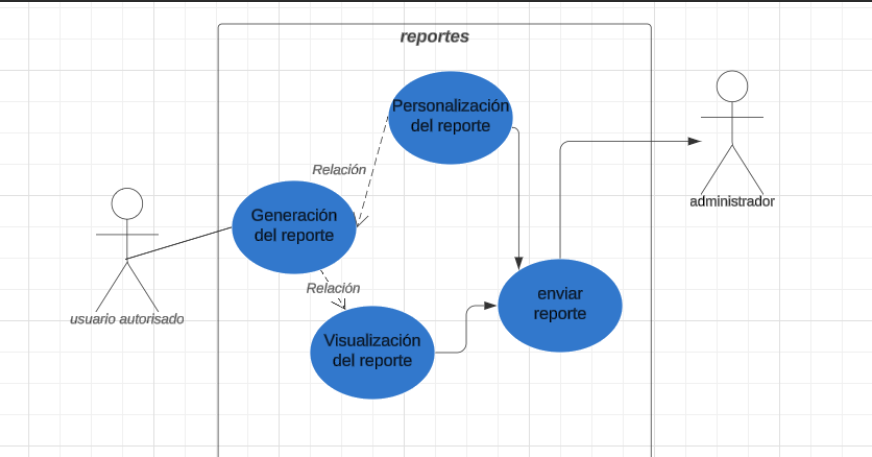 reportes
Personalización
del reporte
Relación
Generación
del reporte
administrador
Relación
enviar
reporte
usuario autorisado
Visualización
del reporte